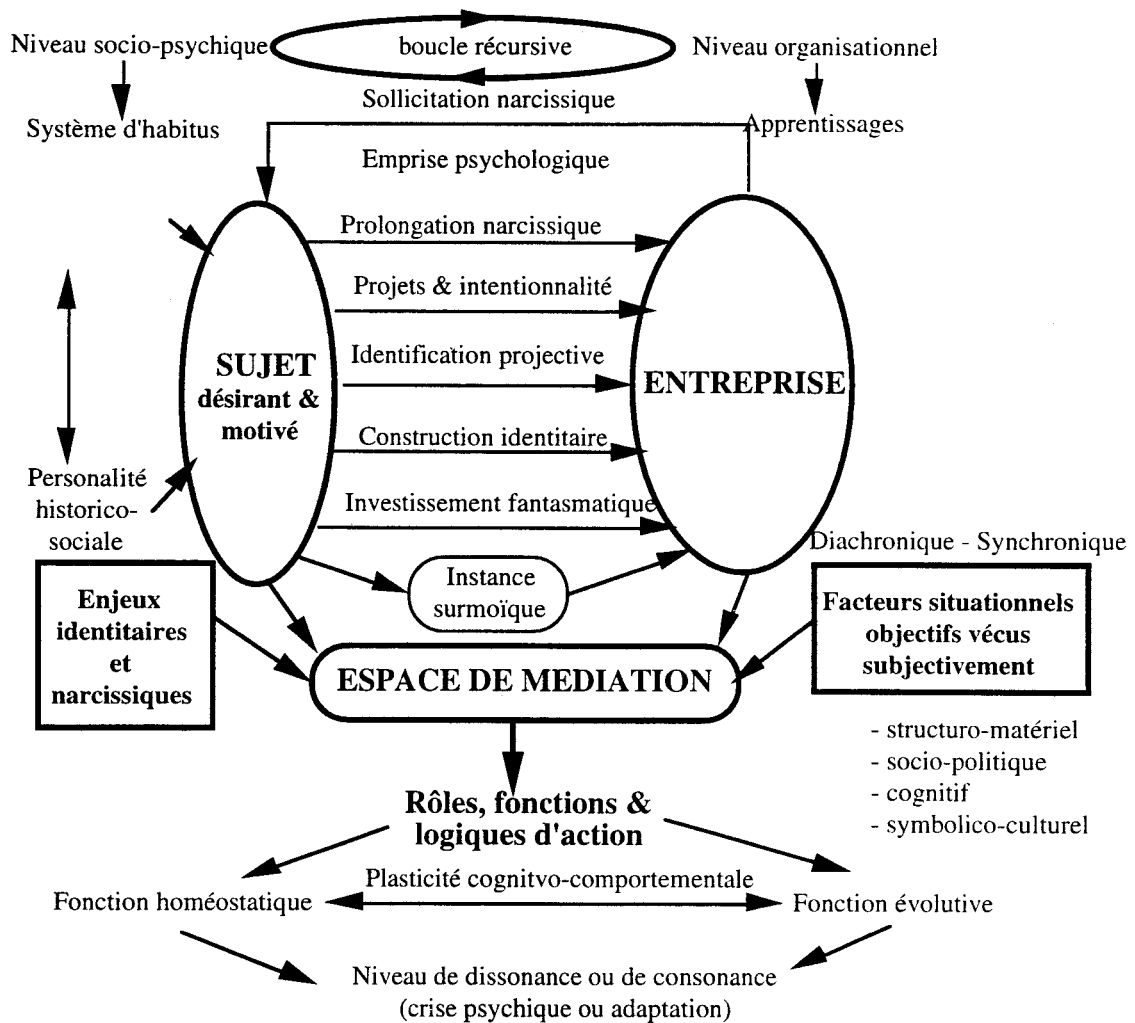 Niveau socio-psychique
boucle récursive
Niveau organisationnel
Sollicitation narcissique
Système d'habitus
Apprentissages
Emprise psychologique
Prolongation narcissique
Projets & intentionnalité
Identification projective
SUJET
désirant &
motivé
ENTREPRISE
Construction identitaire
Personalité
historico-
sociale
Investissement fantasmatique
Diachronique - Synchronique
Instance
surmoïque
Enjeux
identitaires
et
narcissiques
Facteurs situationnels
objectifs vécus
subjectivement
ESPACE DE MEDIATION
- structuro-matériel
- socio-politique
- cognitif
- symbolico-culturel
Rôles, fonctions &
logiques d'action
Plasticité cognitvo-comportementale
Fonction homéostatique
Fonction évolutive
Niveau de dissonance ou de consonance
(crise psychique ou adaptation)